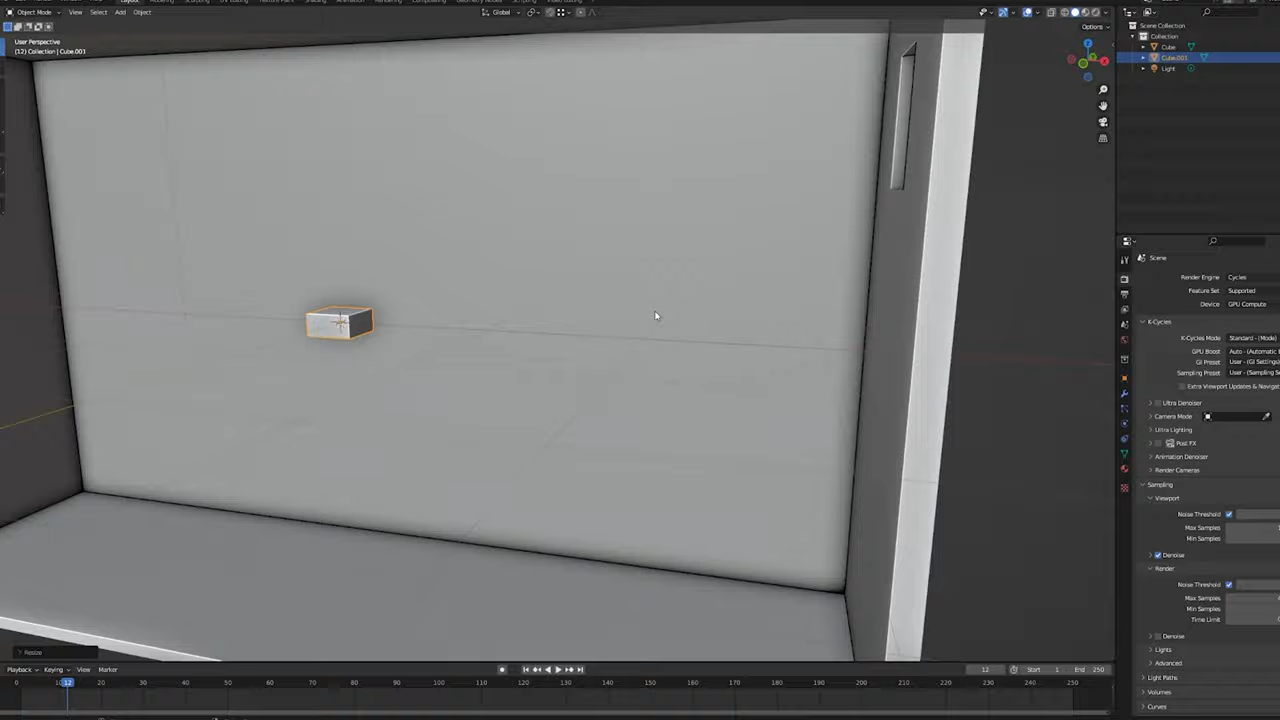 Object Mode View Select Add Object
Global
Options
User Perspective
(12) Collection | Cube.001
Z
X
Scene Collection
Collection
Cube
Cube.001
Light
Scene
Render Engine Cycles
Feature Set Supported
Device GPU Compute
K-Cycles
K-Cycles Mode Standard - (Mode)
GPU Boost Auto - (Automatic
GI Preset User - (GI Settings)
Sampling Preset User - (Sampling S
Extra Viewport Updates & Navigat
Ultra Denoiser
Camera Mode
Ultra Lighting
Post FX
Animation Denoiser
Render Cameras
Sampling
Viewport
Noise Threshold
Max Samples
Min Samples
Denoise
Render
Noise Threshold
Max Samples
Min Samples
Time Limit
Denoise
Lights
Advanced
Light Paths
Volumes
Curves
Resize
Playback Keying View Marker
12 Start 1 End 250
0 12 20 30 40 50 60 70 80 90 100 110 120 130 140 150 160 170 180 190 200 210 220 230 240 250